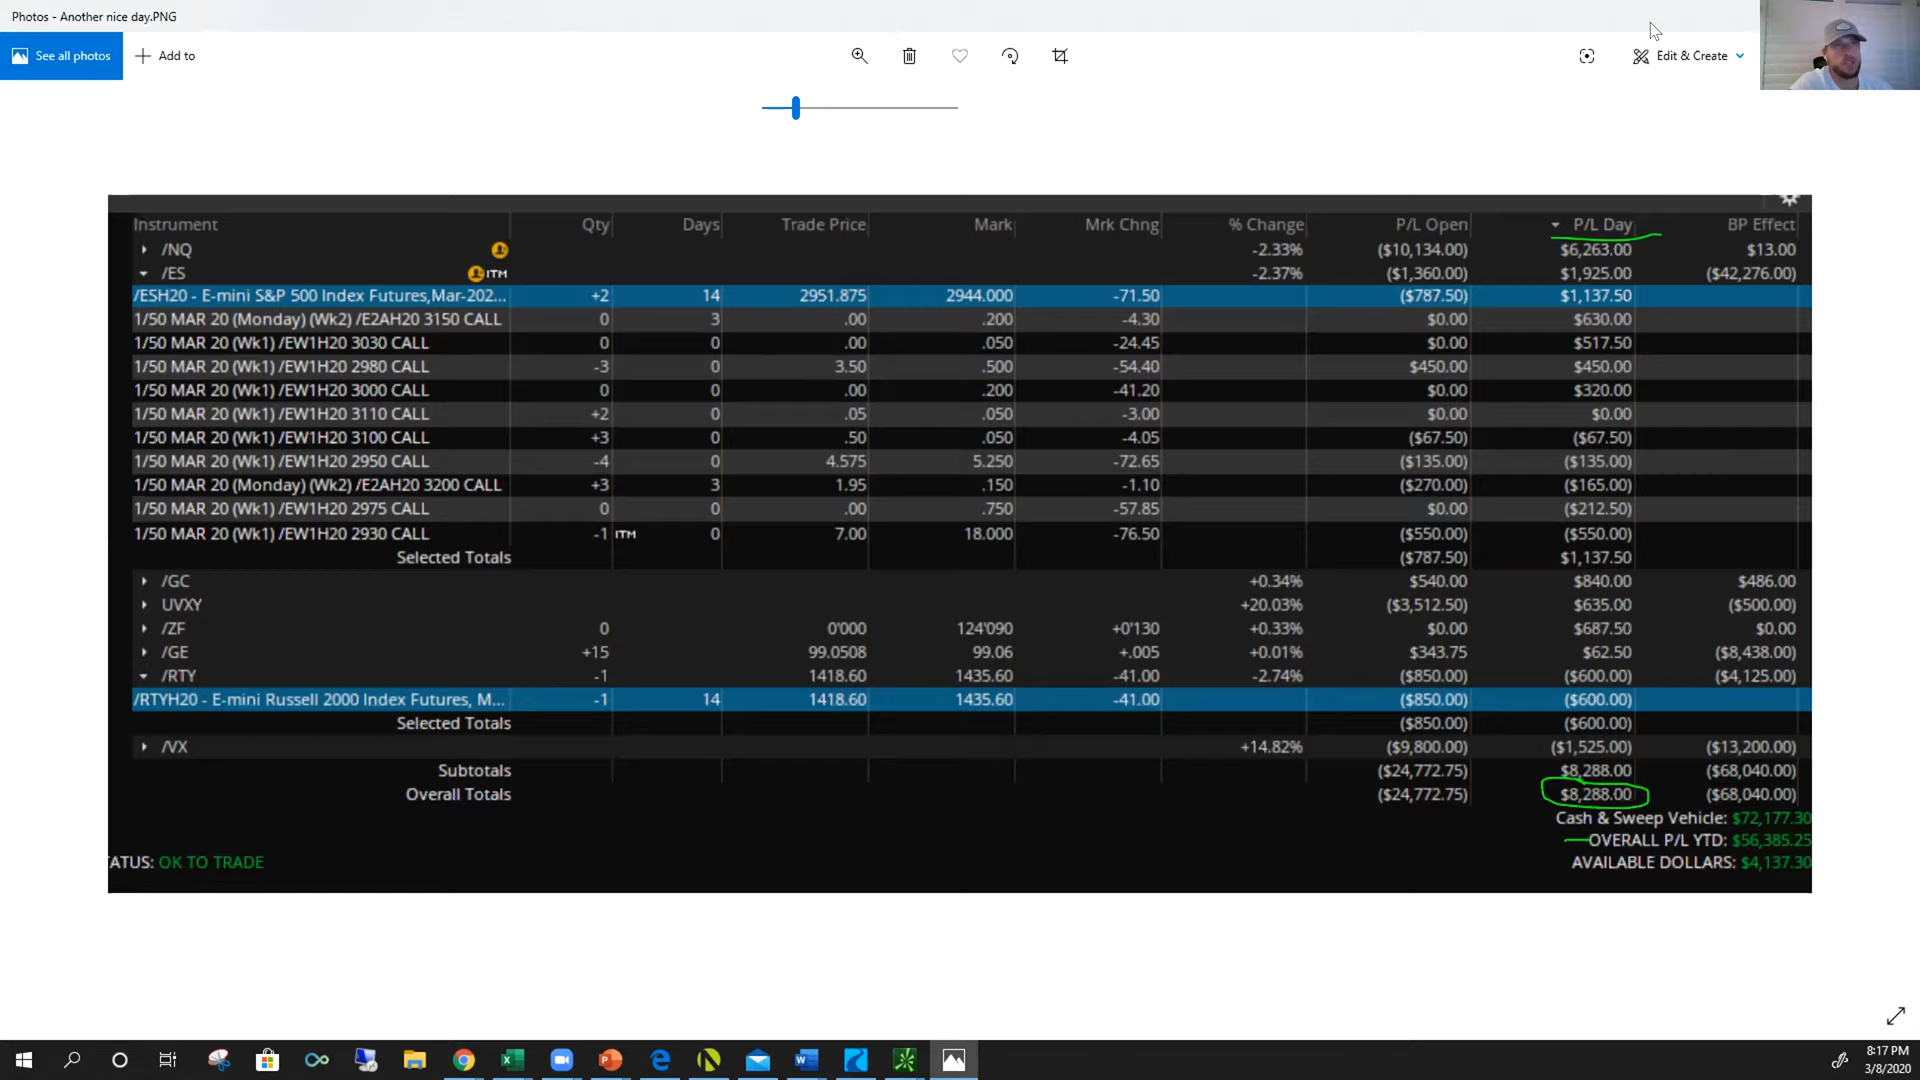 Photos - Another nice day.PNG
See all photos
Add to
Edit & Create
Instrument Qty Days Trade Price Mark Mrk Chng % Change P/L Open P/L Day BP Effect
/NQ -2.33% ($10,134.00) $6,263.00 $13.00
/ES ITM -2.37% ($1,360.00) $1,925.00 ($42,276.00)
/ESH20 - E-mini S&P 500 Index Futures,Mar-202... +2 14 2951.875 2944.000 -71.50 ($787.50) $1,137.50
1/50 MAR 20 (Monday) (Wk2) /E2AH20 3150 CALL 0 3 .00 .200 -4.30 $0.00 $630.00
1/50 MAR 20 (Wk1) /EW1H20 3030 CALL 0 0 .00 .050 -24.45 $0.00 $517.50
1/50 MAR 20 (Wk1) /EW1H20 2980 CALL -3 0 3.50 .500 -54.40 $450.00 $450.00
1/50 MAR 20 (Wk1) /EW1H20 3000 CALL 0 0 .00 .200 -41.20 $0.00 $320.00
1/50 MAR 20 (Wk1) /EW1H20 3110 CALL +2 0 .05 .050 -3.00 $0.00 $0.00
1/50 MAR 20 (Wk1) /EW1H20 3100 CALL +3 0 .50 .050 -4.05 ($67.50) ($67.50)
1/50 MAR 20 (Wk1) /EW1H20 2950 CALL -4 0 4.575 5.250 -72.65 ($135.00) ($135.00)
1/50 MAR 20 (Monday) (Wk2) /E2AH20 3200 CALL +3 3 1.95 .150 -1.10 ($270.00) ($165.00)
1/50 MAR 20 (Wk1) /EW1H20 2975 CALL 0 0 .00 .750 -57.85 $0.00 ($212.50)
1/50 MAR 20 (Wk1) /EW1H20 2930 CALL -1 ITM 0 7.00 18.000 -76.50 ($550.00) ($550.00)
Selected Totals ($787.50) $1,137.50
/GC +0.34% $540.00 $840.00 $486.00
UVXY +20.03% ($3,512.50) $635.00 ($500.00)
/ZF 0 0'000 124'090 +0'130 +0.33% $0.00 $687.50 $0.00
/GE +15 99.0508 99.06 +.005 +0.01% $343.75 $62.50 ($8,438.00)
/RTY -1 1418.60 1435.60 -41.00 -2.74% ($850.00) ($600.00) ($4,125.00)
/RTYH20 - E-mini Russell 2000 Index Futures, M... -1 14 1418.60 1435.60 -41.00 ($850.00) ($600.00)
Selected Totals ($850.00) ($600.00)
/VX +14.82% ($9,800.00) ($1,525.00) ($13,200.00)
Subtotals ($24,772.75) $8,288.00 ($68,040.00)
Overall Totals ($24,772.75) $8,288.00 ($68,040.00)
Cash & Sweep Vehicle: $72,177.30
OVERALL P/L YTD: $56,385.25
ATUS: OK TO TRADE AVAILABLE DOLLARS: $4,137.30
8:17 PM
3/8/2020